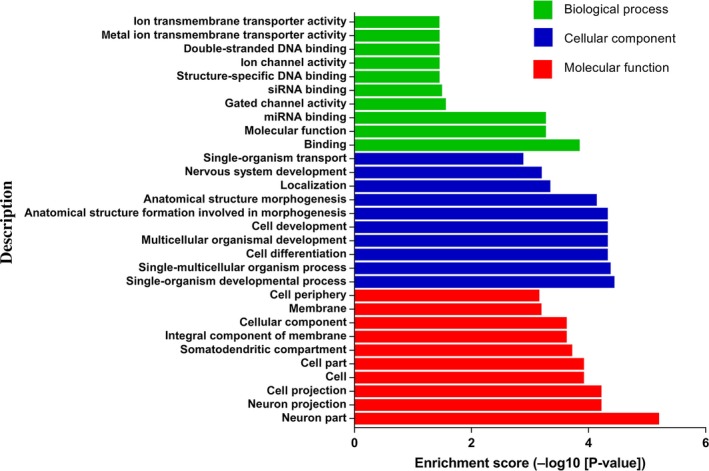 Biological process
Cellular component
Molecular function
Description
Ion transmembrane transporter activity
Metal ion transmembrane transporter activity
Double-stranded DNA binding
Ion channel activity
Structure-specific DNA binding
siRNA binding
Gated channel activity
miRNA binding
Molecular function
Binding
Single-organism transport
Nervous system development
Localization
Anatomical structure morphogenesis
Anatomical structure formation involved in morphogenesis
Cell development
Multicellular organismal development
Cell differentiation
Single-multicellular organism process
Single-organism developmental process
Cell periphery
Membrane
Cellular component
Integral component of membrane
Somatodendritic compartment
Cell part
Cell
Cell projection
Neuron projection
Neuron part
0 2 4 6
Enrichment score (–log10 [P-value])